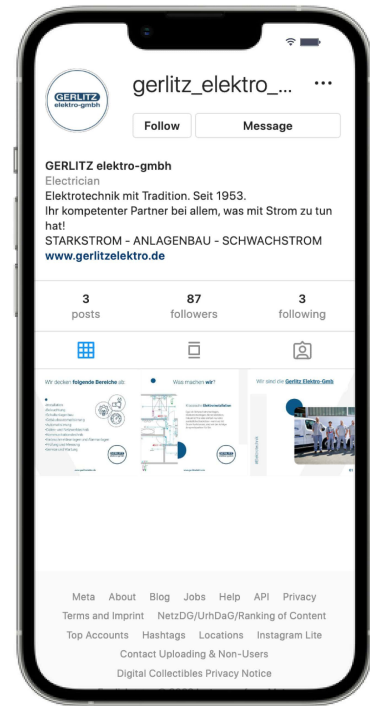 GERLITZ
elektro-gmbh
gerlitz_elektro_...
Follow
Message
GERLITZ elektro-gmbh
Electrician
Elektrotechnik mit Tradition. Seit 1953.
Ihr kompetenter Partner bei allem, was mit Strom zu tun
hat!
STARKSTROM - ANLAGENBAU - SCHWACHSTROM
www.gerlitzelektro.de
3 87 3
posts followers following
Wir decken folgende Bereiche ab
Was machen wir?
Wir sind die Gerlitz Elektro-Gmb
Meta About Blog Jobs Help API Privacy
Terms and Imprint NetzDG/UrhDaG/Ranking of Content
Top Accounts Hashtags Locations Instagram Lite
Contact Uploading & Non-Users
Digital Collectibles Privacy Notice